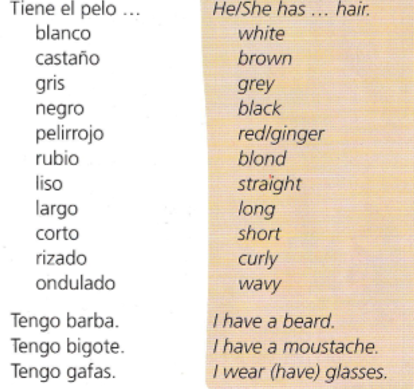 Tiene el pelo … He/She has … hair.
blanco white
castaño brown
gris grey
negro black
pelirrojo red/ginger
rubio blond
liso straight
largo long
corto short
rizado curly
ondulado wavy
Tengo barba. I have a beard.
Tengo bigote. I have a moustache.
Tengo gafas. I wear (have) glasses.